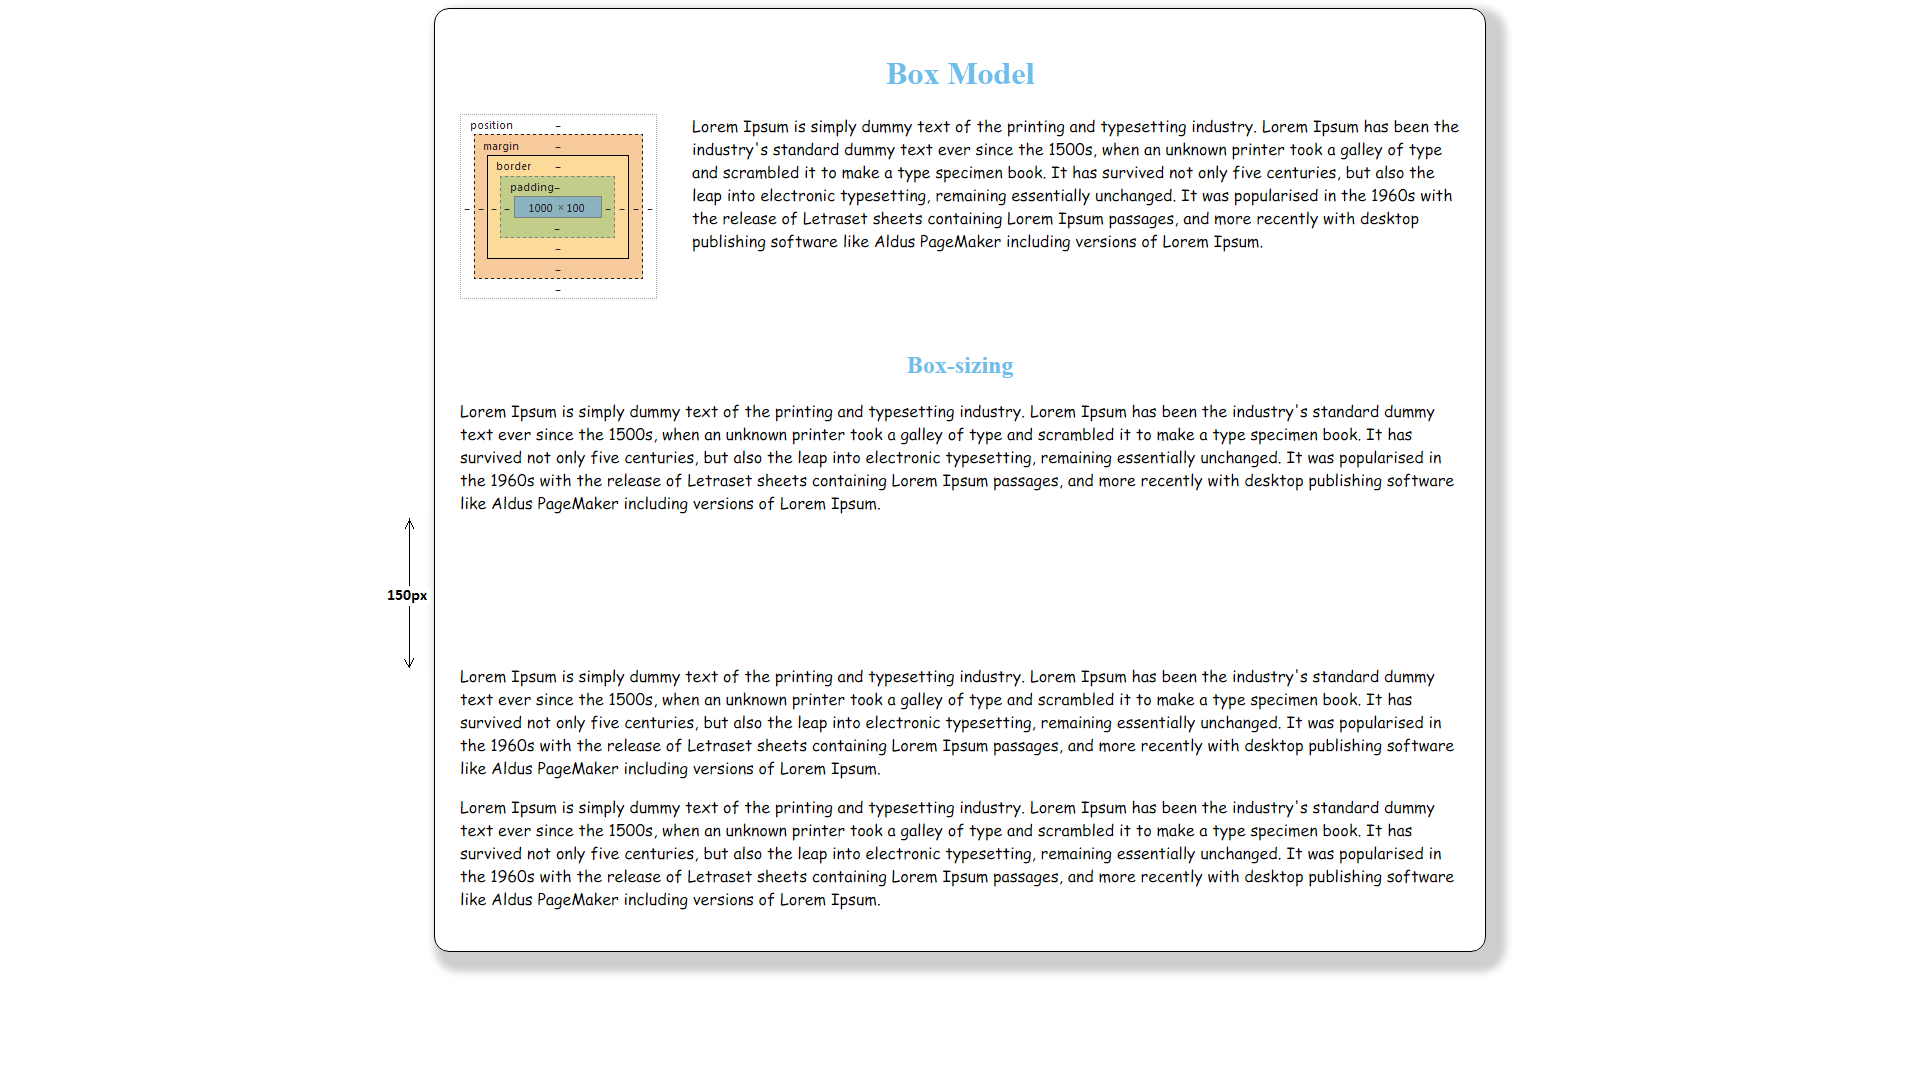 Box Model
position –
margin –
border –
padding–
– – – – 1000 × 100 – – – –
–
–
–
–
Lorem Ipsum is simply dummy text of the printing and typesetting industry. Lorem Ipsum has been the
industry's standard dummy text ever since the 1500s, when an unknown printer took a galley of type
and scrambled it to make a type specimen book. It has survived not only five centuries, but also the
leap into electronic typesetting, remaining essentially unchanged. It was popularised in the 1960s with
the release of Letraset sheets containing Lorem Ipsum passages, and more recently with desktop
publishing software like Aldus PageMaker including versions of Lorem Ipsum.
Box-sizing
Lorem Ipsum is simply dummy text of the printing and typesetting industry. Lorem Ipsum has been the industry's standard dummy
text ever since the 1500s, when an unknown printer took a galley of type and scrambled it to make a type specimen book. It has
survived not only five centuries, but also the leap into electronic typesetting, remaining essentially unchanged. It was popularised in
the 1960s with the release of Letraset sheets containing Lorem Ipsum passages, and more recently with desktop publishing software
like Aldus PageMaker including versions of Lorem Ipsum.
150px
Lorem Ipsum is simply dummy text of the printing and typesetting industry. Lorem Ipsum has been the industry's standard dummy
text ever since the 1500s, when an unknown printer took a galley of type and scrambled it to make a type specimen book. It has
survived not only five centuries, but also the leap into electronic typesetting, remaining essentially unchanged. It was popularised in
the 1960s with the release of Letraset sheets containing Lorem Ipsum passages, and more recently with desktop publishing software
like Aldus PageMaker including versions of Lorem Ipsum.
Lorem Ipsum is simply dummy text of the printing and typesetting industry. Lorem Ipsum has been the industry's standard dummy
text ever since the 1500s, when an unknown printer took a galley of type and scrambled it to make a type specimen book. It has
survived not only five centuries, but also the leap into electronic typesetting, remaining essentially unchanged. It was popularised in
the 1960s with the release of Letraset sheets containing Lorem Ipsum passages, and more recently with desktop publishing software
like Aldus PageMaker including versions of Lorem Ipsum.